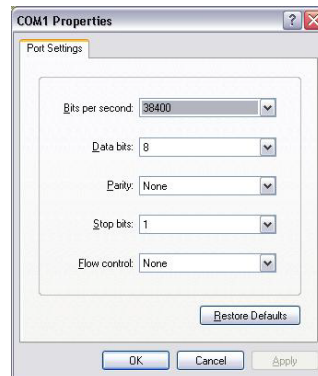 COM1 Properties
Port Settings
Bits per second: 38400
Data bits: 8
Parity: None
Stop bits: 1
Flow control: None
Restore Defaults
OK Cancel Apply